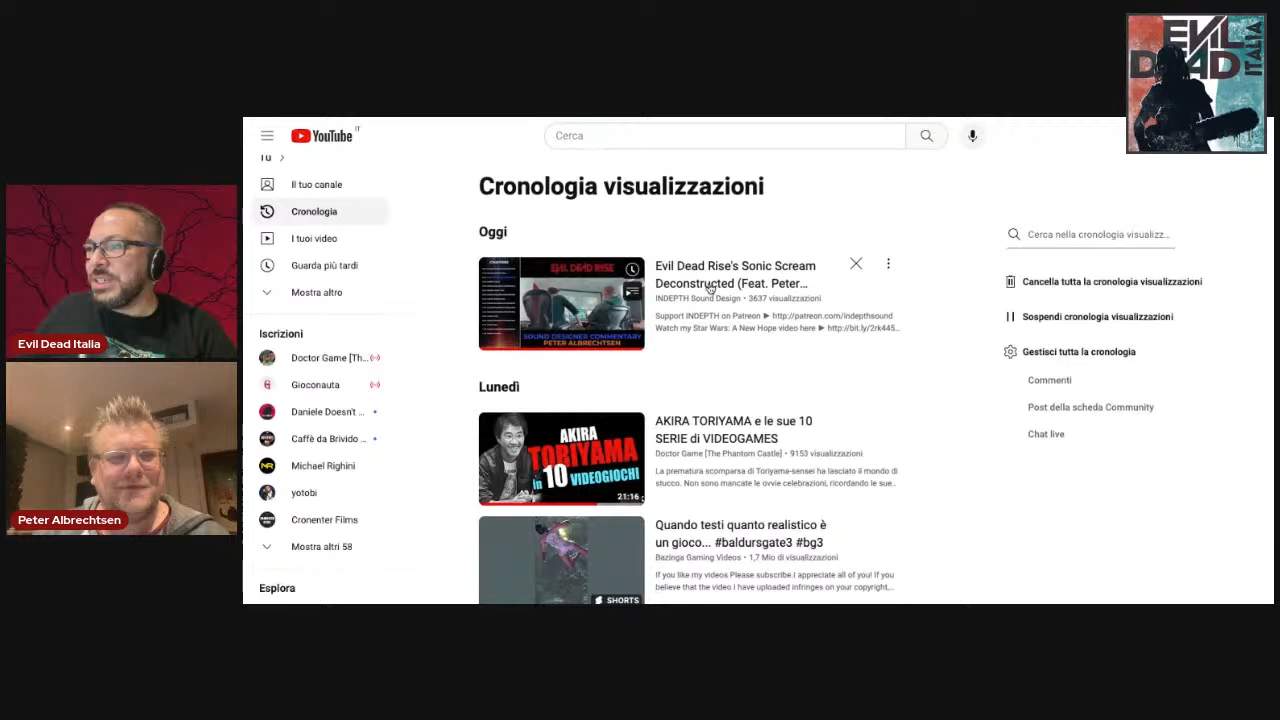 EVIL
DEAD
ITALIA
YouTube IT
Cerca
Tu
Il tuo canale
Cronologia
I tuoi video
Guarda più tardi
Mostra altro
Iscrizioni
Doctor Game [Th...
Gioconauta
Daniele Doesn't ...
Caffè da Brivido ...
Michael Righini
yotobi
Cronenter Films
Mostra altri 58
Esplora
Cronologia visualizzazioni
Oggi
EVIL DEAD RISE
SOUND DESIGNER COMMENTARY
PETER ALBRECHTSEN
Evil Dead Rise's Sonic Scream
Deconstructed (Feat. Peter...
INDEPTH Sound Design • 3637 visualizzazioni
Support INDEPTH on Patreon ► http://patreon.com/indepthsound
Watch my Star Wars: A New Hope video here ► http://bit.ly/2rk445...
Lunedì
AKIRA
TORIYAMA
in 10 VIDEOGIOCHI
21:16
AKIRA TORIYAMA e le sue 10
SERIE di VIDEOGAMES
Doctor Game [The Phantom Castle] • 9153 visualizzazioni
La prematura scomparsa di Toriyama-sensei ha lasciato il mondo di
stucco. Non sono mancate le ovvie celebrazioni, ricordando le sue...
SHORTS
Quando testi quanto realistico è
un gioco... #baldursgate3 #bg3
Bazinga Gaming Videos • 1,7 Mio di visualizzazioni
If you like my videos Please subscribe.I appreciate all of you! If you
believe that the video I have uploaded infringes on your copyright,...
Cerca nella cronologia visualizz...
Cancella tutta la cronologia visualizzazioni
Sospendi cronologia visualizzazioni
Gestisci tutta la cronologia
Commenti
Post della scheda Community
Chat live
Evil Dead Italia
Peter Albrechtsen